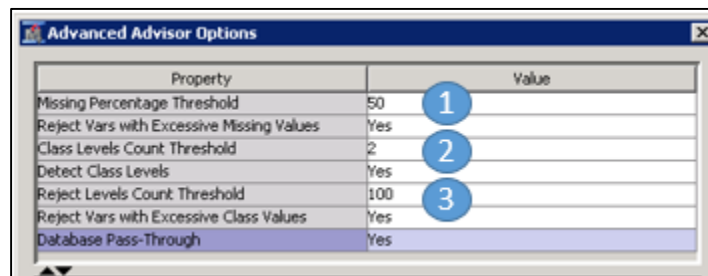 Advanced Advisor Options
Property Value
Missing Percentage Threshold 50 1
Reject Vars with Excessive Missing Values Yes
Class Levels Count Threshold 2 2
Detect Class Levels Yes
Reject Levels Count Threshold 100 3
Reject Vars with Excessive Class Values Yes
Database Pass-Through Yes